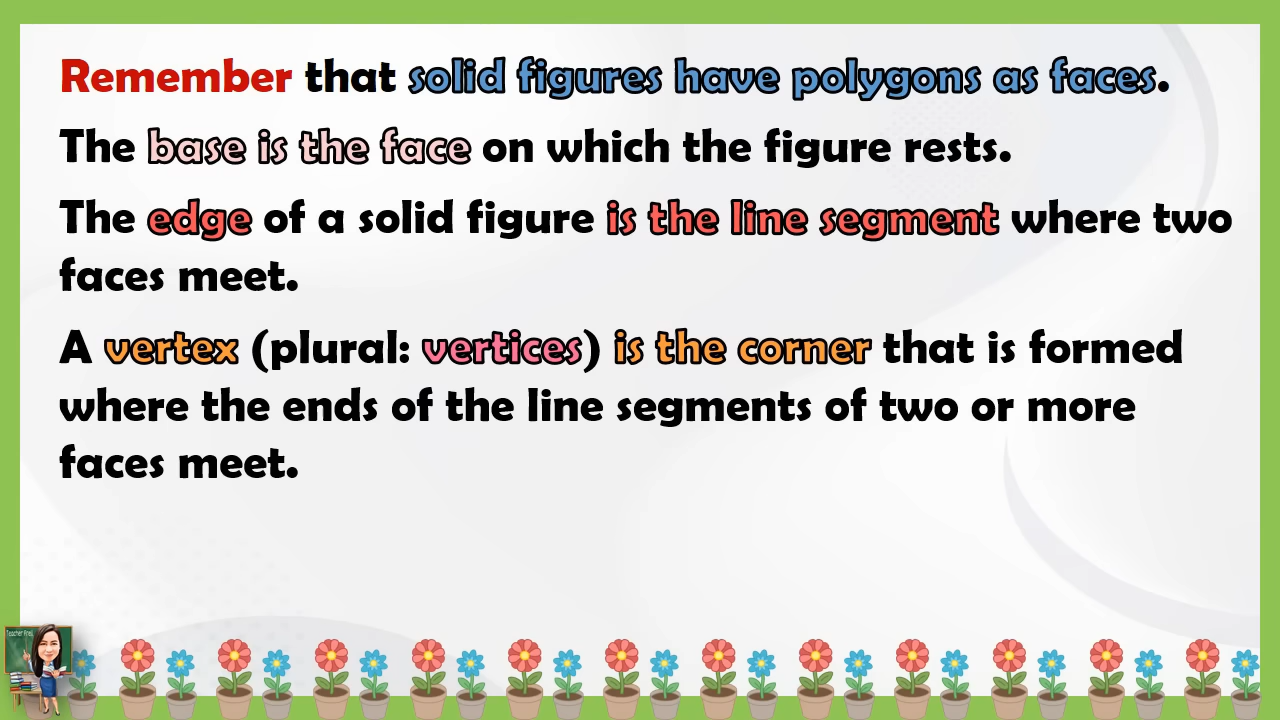 Remember that solid figures have polygons as faces.
The base is the face on which the figure rests.
The edge of a solid figure is the line segment where two
faces meet.
A vertex (plural: vertices) is the corner that is formed
where the ends of the line segments of two or more
faces meet.